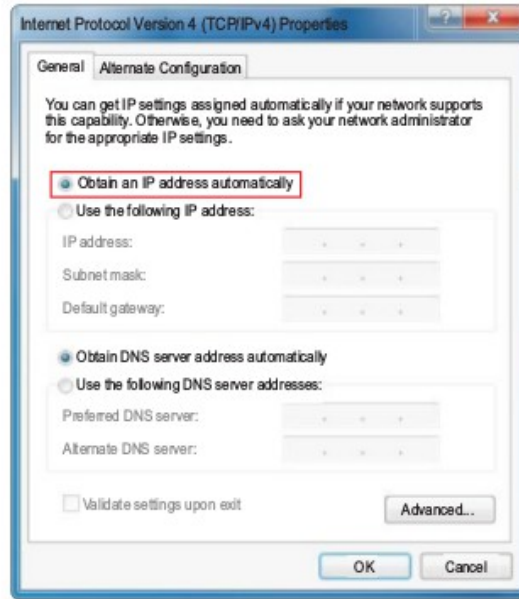 Internet Protocol Version 4 (TCP/IPv4) Properties
General
Alternate Configuration
You can get IP settings assigned automatically if your network supports
this capability. Otherwise, you need to ask your network administrator
for the appropriate IP settings.
Obtain an IP address automatically
Use the following IP address:
IP address:
Subnet mask:
Default gateway:
Obtain DNS server address automatically
Use the following DNS server addresses:
Preferred DNS server:
Alternate DNS server:
Validate settings upon exit
Advanced...
OK
Cancel